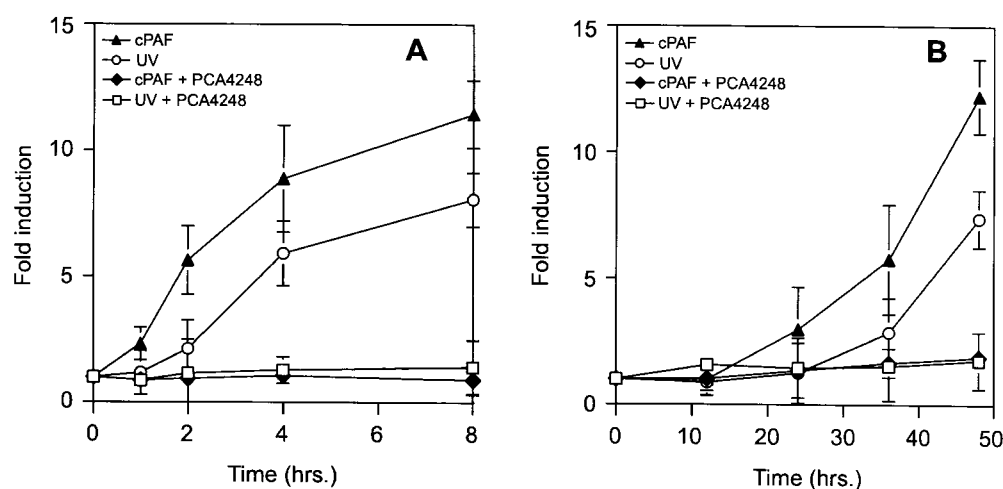 A
cPAF
UV
cPAF + PCA4248
UV + PCA4248
15
10
5
0
Fold induction
0 2 4 6 8
Time (hrs.)
B
cPAF
UV
cPAF + PCA4248
UV + PCA4248
15
10
5
0
Fold induction
0 10 20 30 40 50
Time (hrs.)